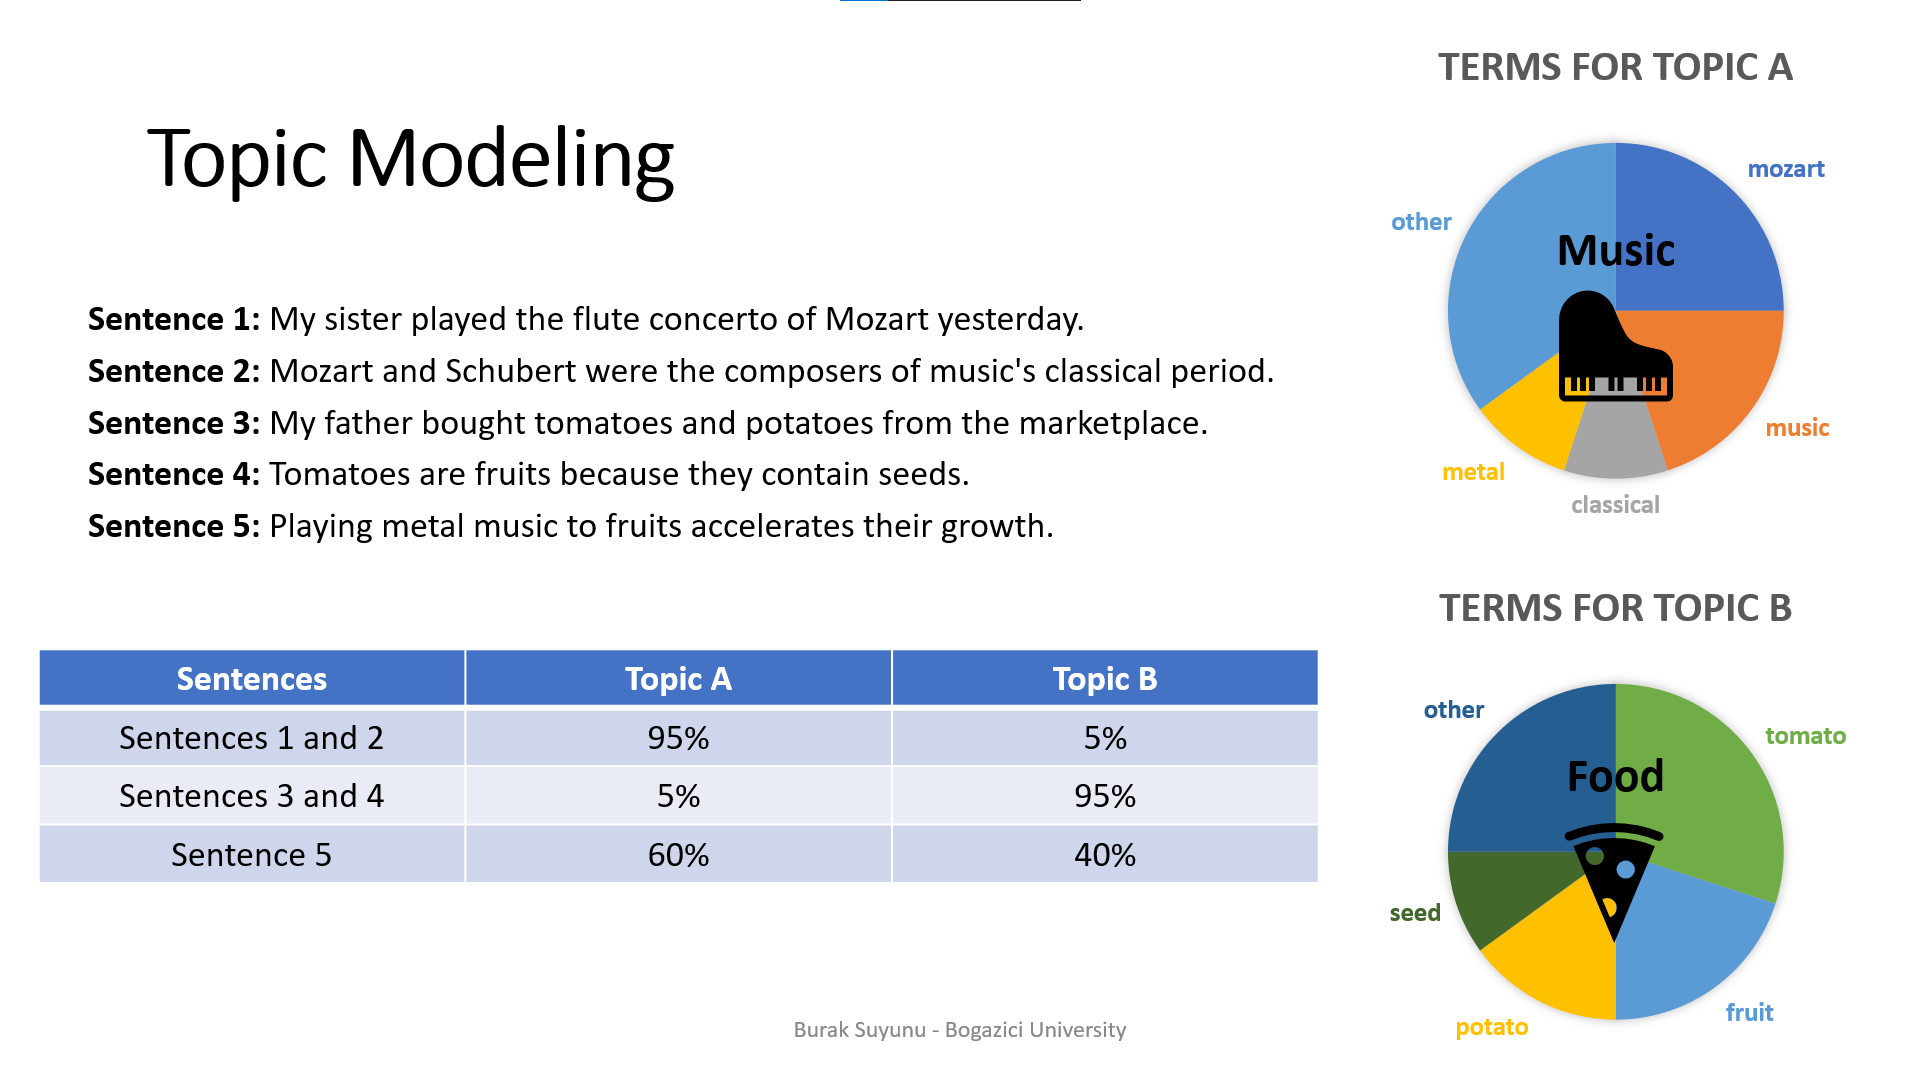 Topic Modeling
Sentence 1: My sister played the flute concerto of Mozart yesterday.
Sentence 2: Mozart and Schubert were the composers of music's classical period.
Sentence 3: My father bought tomatoes and potatoes from the marketplace.
Sentence 4: Tomatoes are fruits because they contain seeds.
Sentence 5: Playing metal music to fruits accelerates their growth.
Sentences Topic A Topic B
Sentences 1 and 2 95% 5%
Sentences 3 and 4 5% 95%
Sentence 5 60% 40%
TERMS FOR TOPIC A
mozart
other
Music
music
metal
classical
TERMS FOR TOPIC B
other
tomato
Food
seed
fruit
potato
Burak Suyunu - Bogazici University